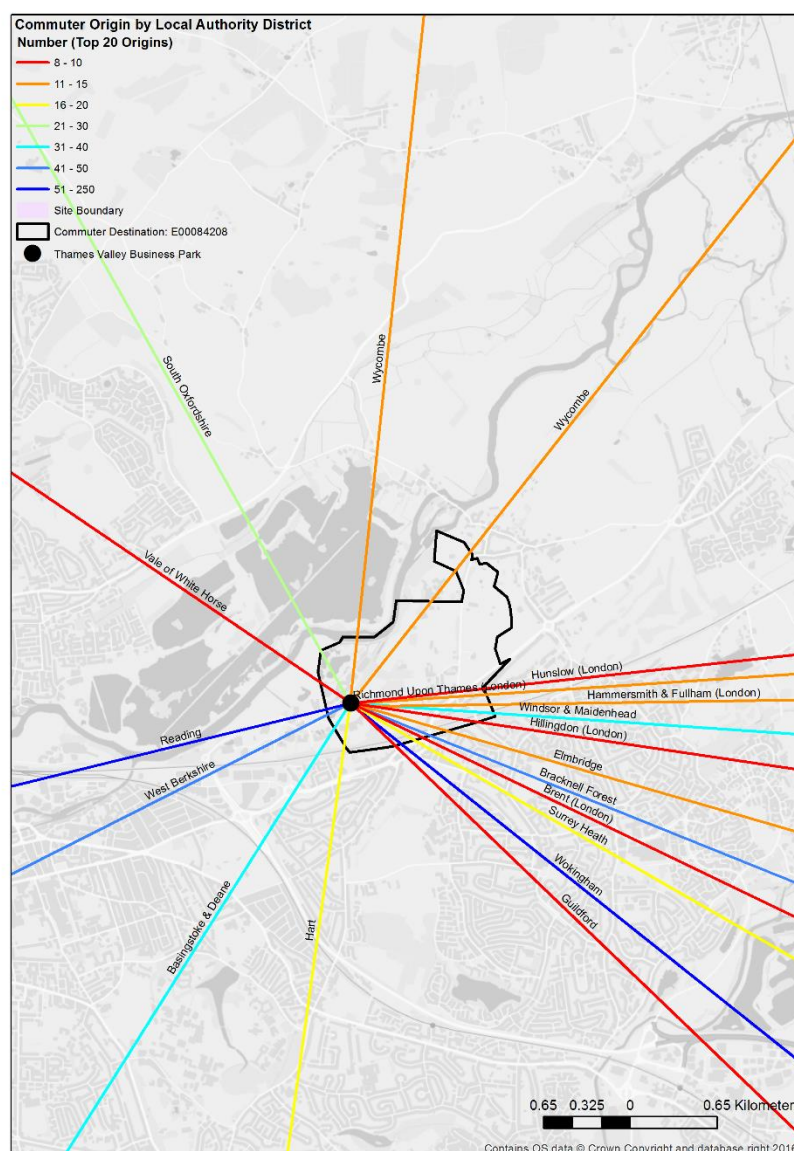 Commuter Origin by Local Authority District
Number (Top 20 Origins)
8 - 10
11 - 15
16 - 20
21 - 30
31 - 40
41 - 50
51 - 250
Site Boundary
Commuter Destination: E00084208
Thames Valley Business Park
Wycombe
South Oxfordshire
Wycombe
Vale of White Horse
Hunslow (London)
Richmond Upon Thames (London)
Hammersmith & Fullham (London)
Windsor & Maidenhead
Hillingdon (London)
Reading
West Berkshire
Elmbridge
Bracknell Forest
Brent (London)
Surrey Heath
Wokingham
Guildford
Basingstoke & Deane
Hart
0.65 0.325 0 0.65 Kilometer
Contains OS data © Crown Copyright and database right 2016